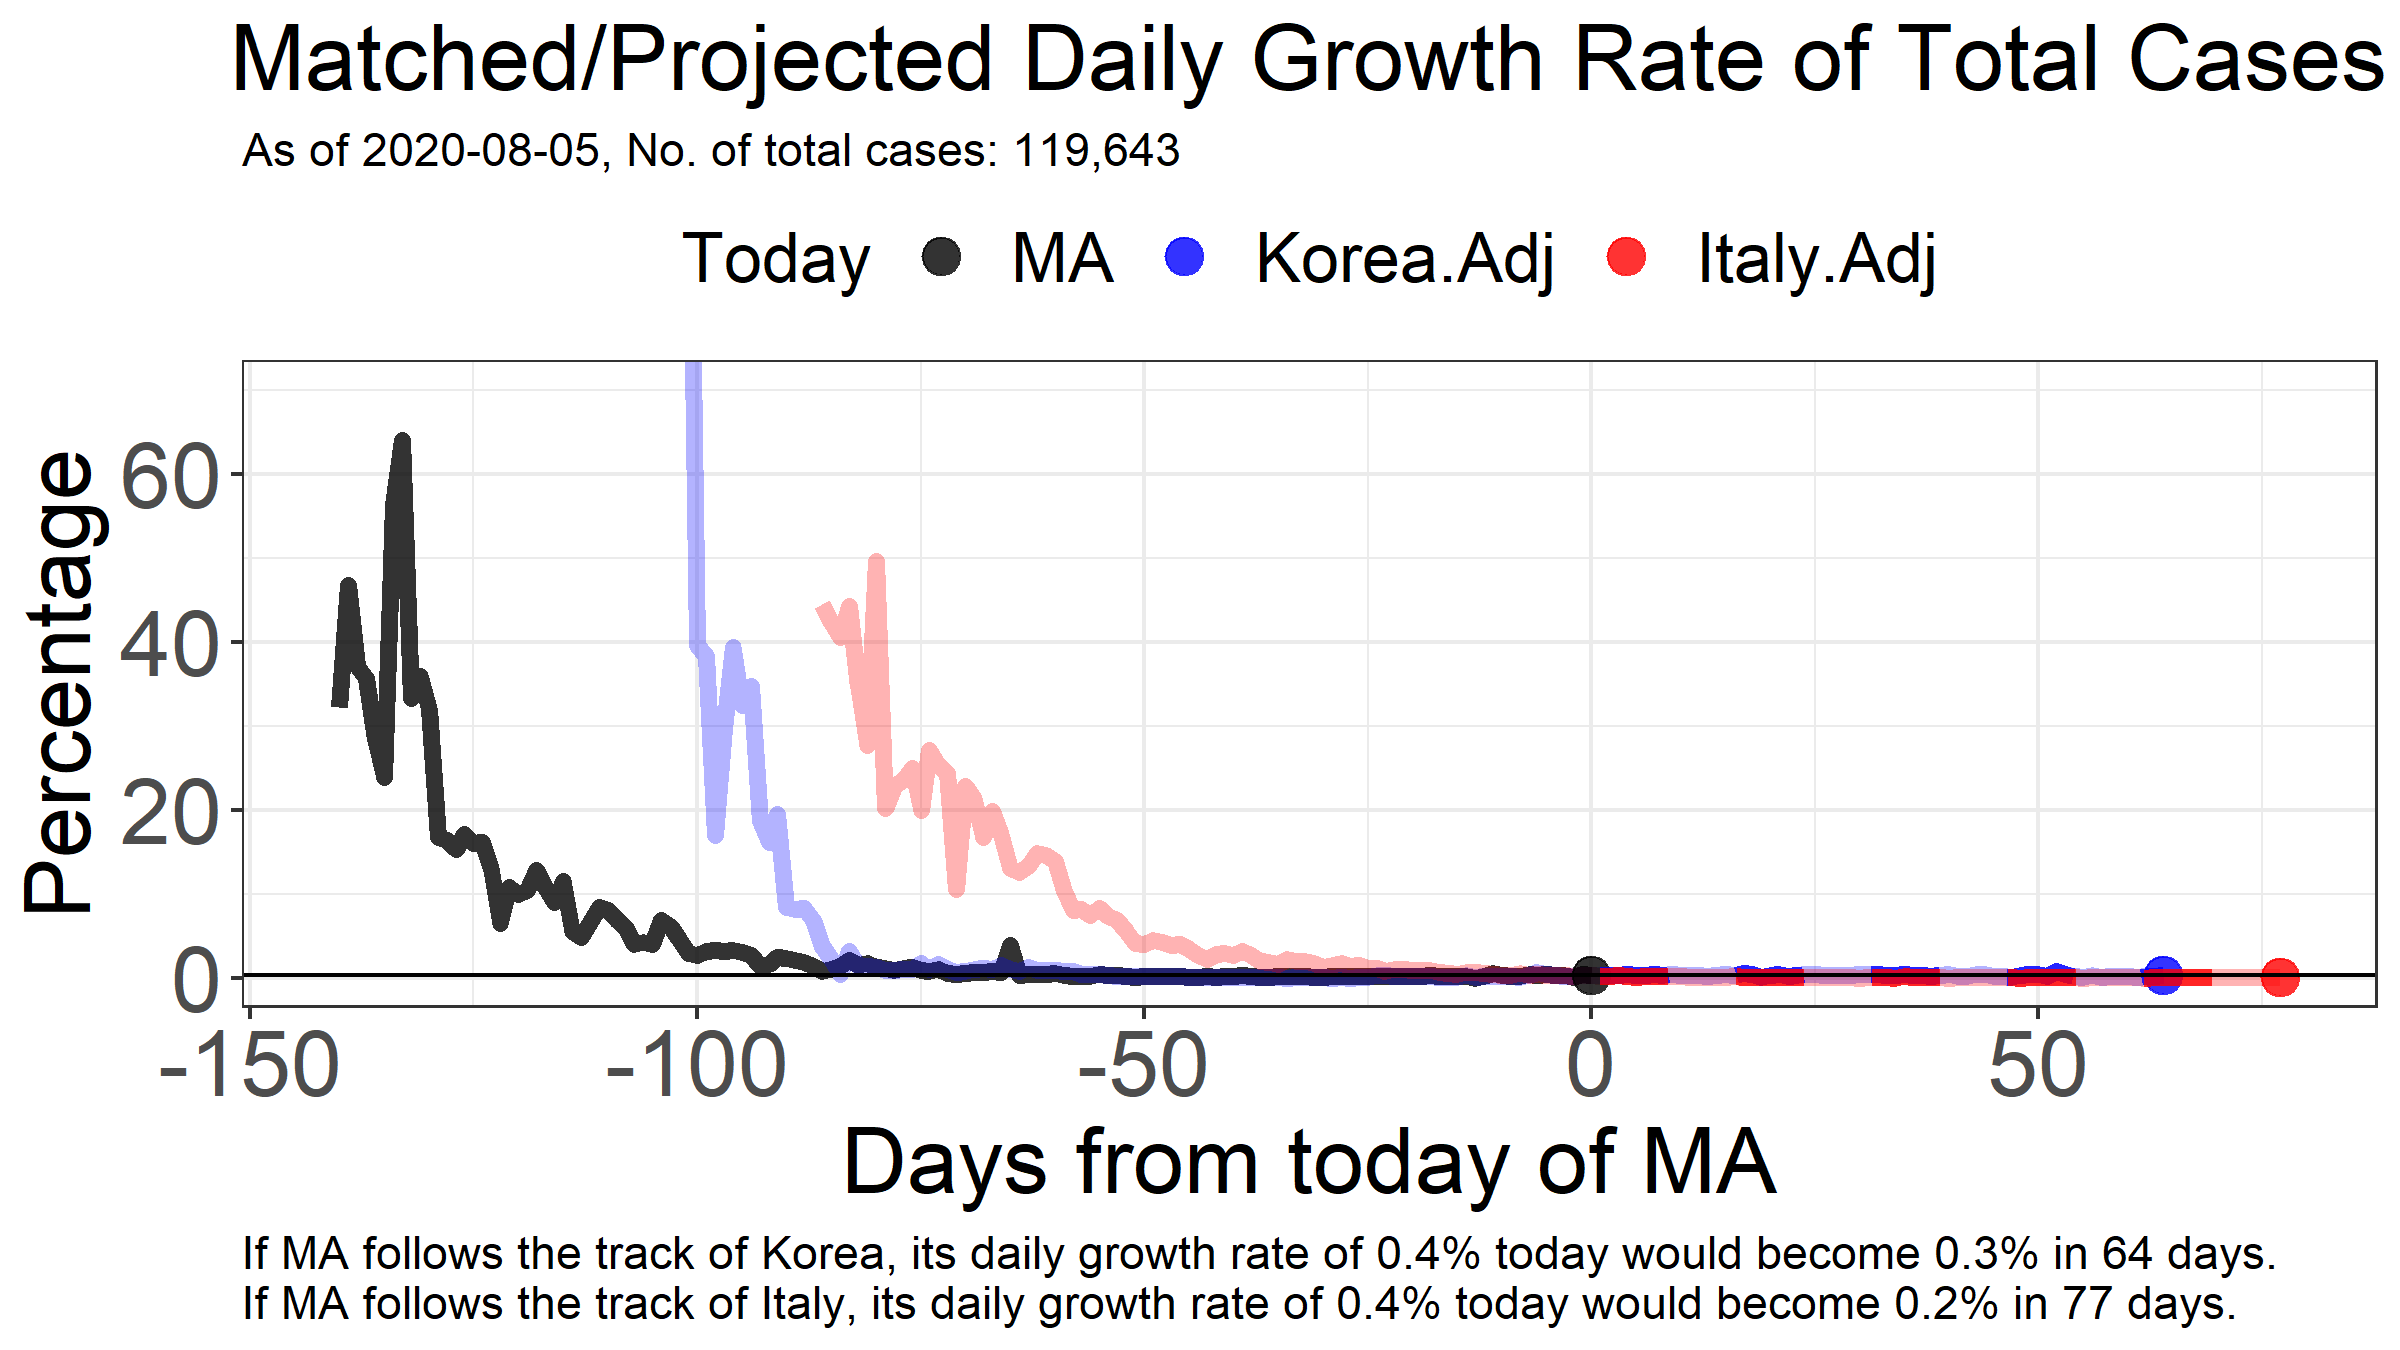 Matched/Projected Daily Growth Rate of Total Cases
As of 2020-08-05, No. of total cases: 119,643
Today MA Korea.Adj Italy.Adj
Percentage
60
40
20
0
-150 -100 -50 0 50
Days from today of MA
If MA follows the track of Korea, its daily growth rate of 0.4% today would become 0.3% in 64 days.
If MA follows the track of Italy, its daily growth rate of 0.4% today would become 0.2% in 77 days.